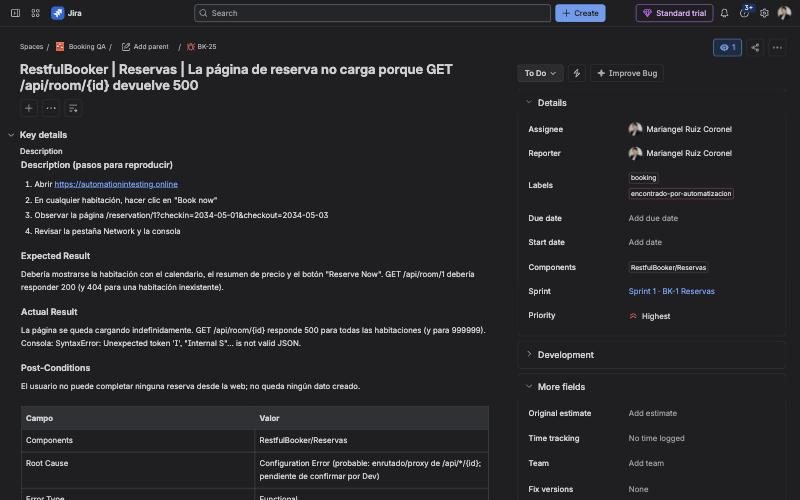 Jira
Search
+ Create
Standard trial
3+
Spaces / Booking QA / Add parent / BK-25
1
RestfulBooker | Reservas | La página de reserva no carga porque GET
/api/room/{id} devuelve 500
To Do
Improve Bug
Key details
Description
Description (pasos para reproducir)
1. Abrir https://automationintesting.online
2. En cualquier habitación, hacer clic en "Book now"
3. Observar la página /reservation/1?checkin=2034-05-01&checkout=2034-05-03
4. Revisar la pestaña Network y la consola
Expected Result
Debería mostrarse la habitación con el calendario, el resumen de precio y el botón "Reserve Now". GET /api/room/1 debería
responder 200 (y 404 para una habitación inexistente).
Actual Result
La página se queda cargando indefinidamente. GET /api/room/{id} responde 500 para todas las habitaciones (y para 999999).
Consola: SyntaxError: Unexpected token 'I', "Internal S"... is not valid JSON.
Post-Conditions
El usuario no puede completar ninguna reserva desde la web; no queda ningún dato creado.
Campo Valor
Components RestfulBooker/Reservas
Root Cause Configuration Error (probable: enrutado/proxy de /api/*/{id};
pendiente de confirmar por Dev)
Error Type Functional
Details
Assignee Mariangel Ruiz Coronel
Reporter Mariangel Ruiz Coronel
Labels booking
encontrado-por-automatizacion
Due date Add due date
Start date Add date
Components RestfulBooker/Reservas
Sprint Sprint 1 - BK-1 Reservas
Priority Highest
Development
More fields
Original estimate Add estimate
Time tracking No time logged
Team Add team
Fix versions None